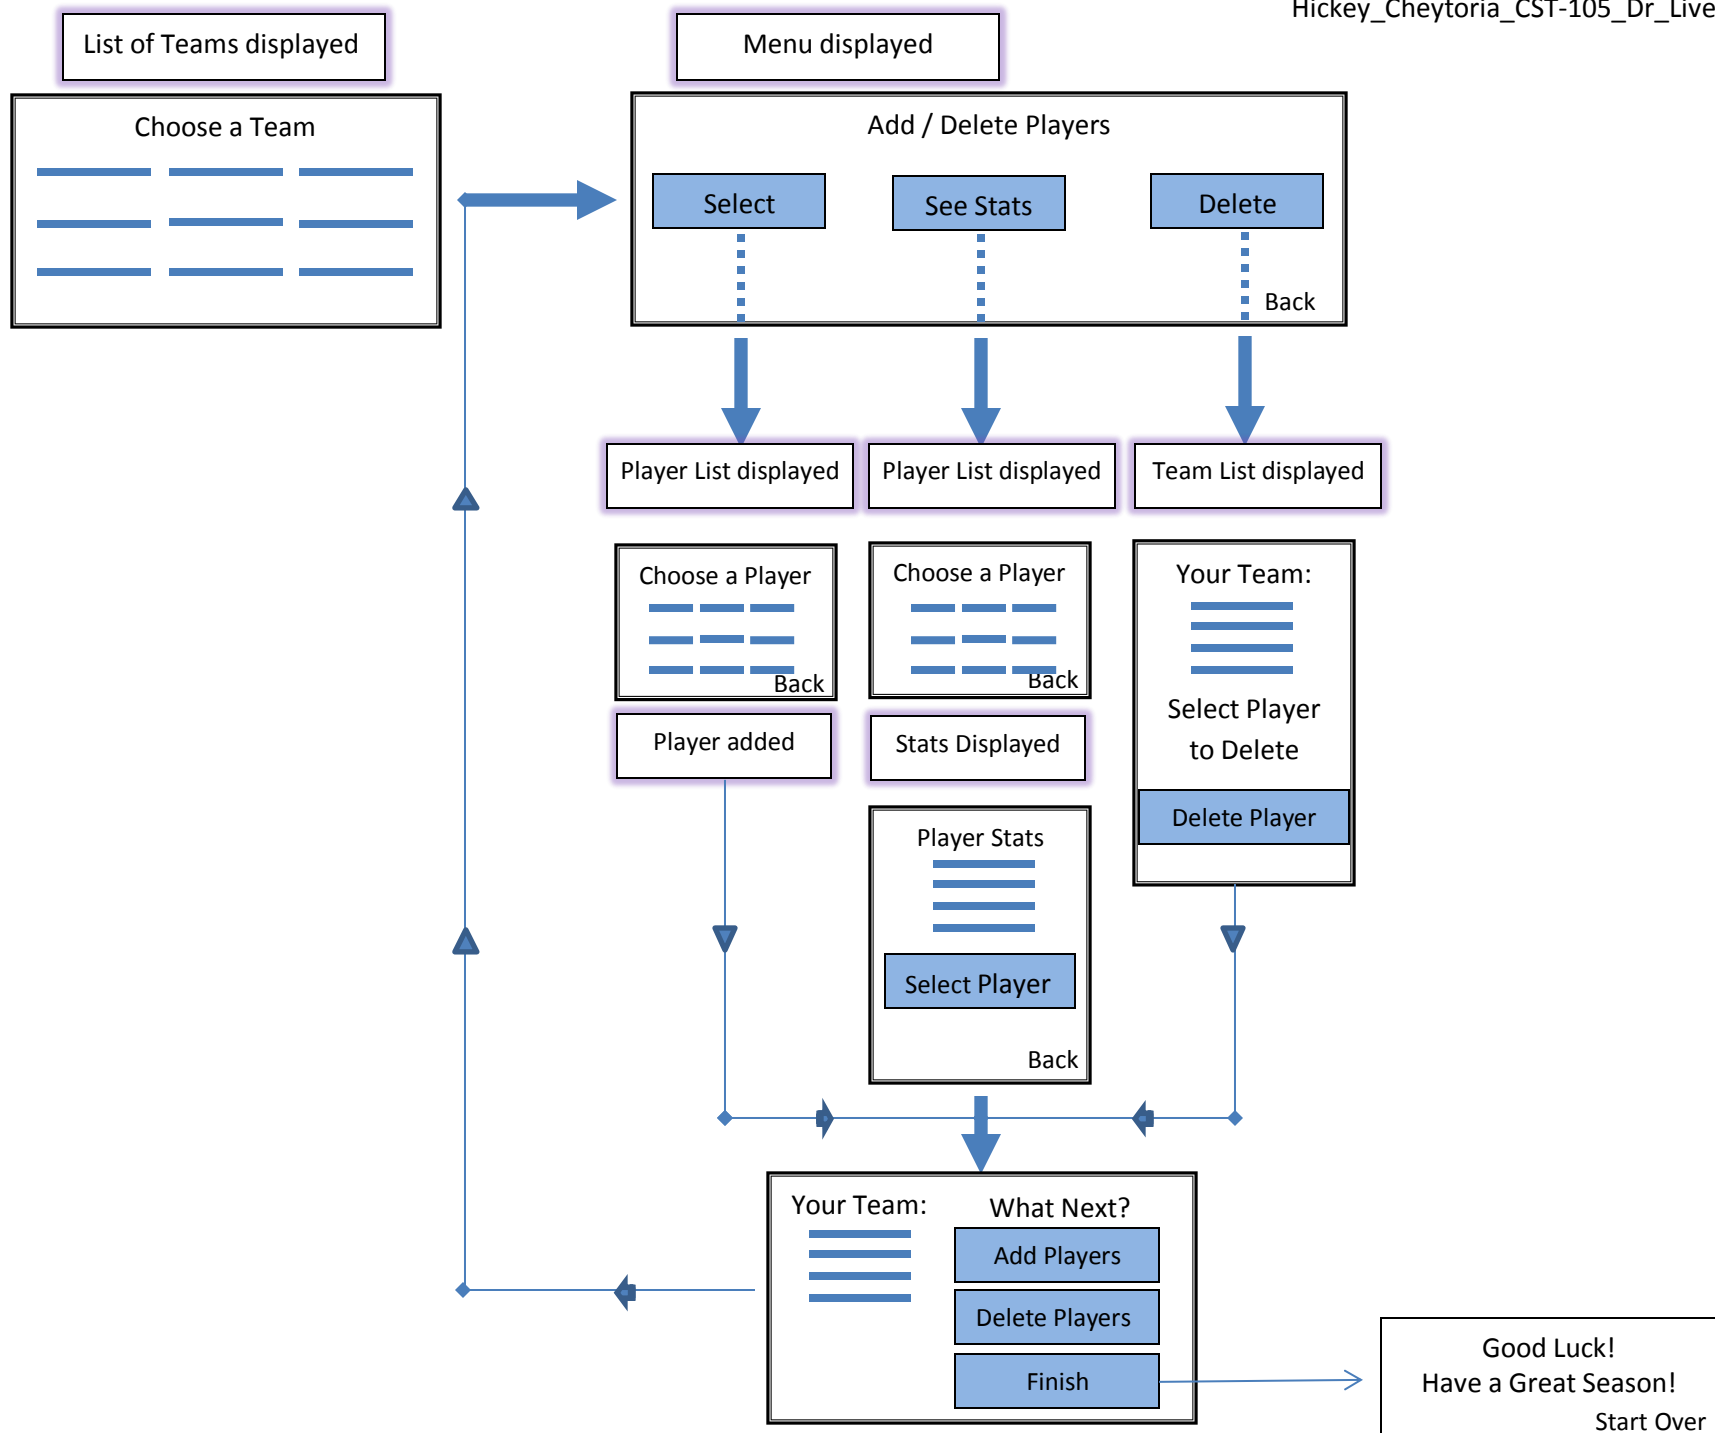 Hickey_Cheytoria_CST-105_Dr_Live
List of Teams displayed
Menu displayed
Choose a Team
Add / Delete Players
Select
See Stats
Delete
Back
Player List displayed
Player List displayed
Team List displayed
Choose a Player
Back
Choose a Player
Back
Your Team:
Select Player
to Delete
Delete Player
Player added
Stats Displayed
Player Stats
Select Player
Back
Your Team:
What Next?
Add Players
Delete Players
Finish
Good Luck!
Have a Great Season!
Start Over